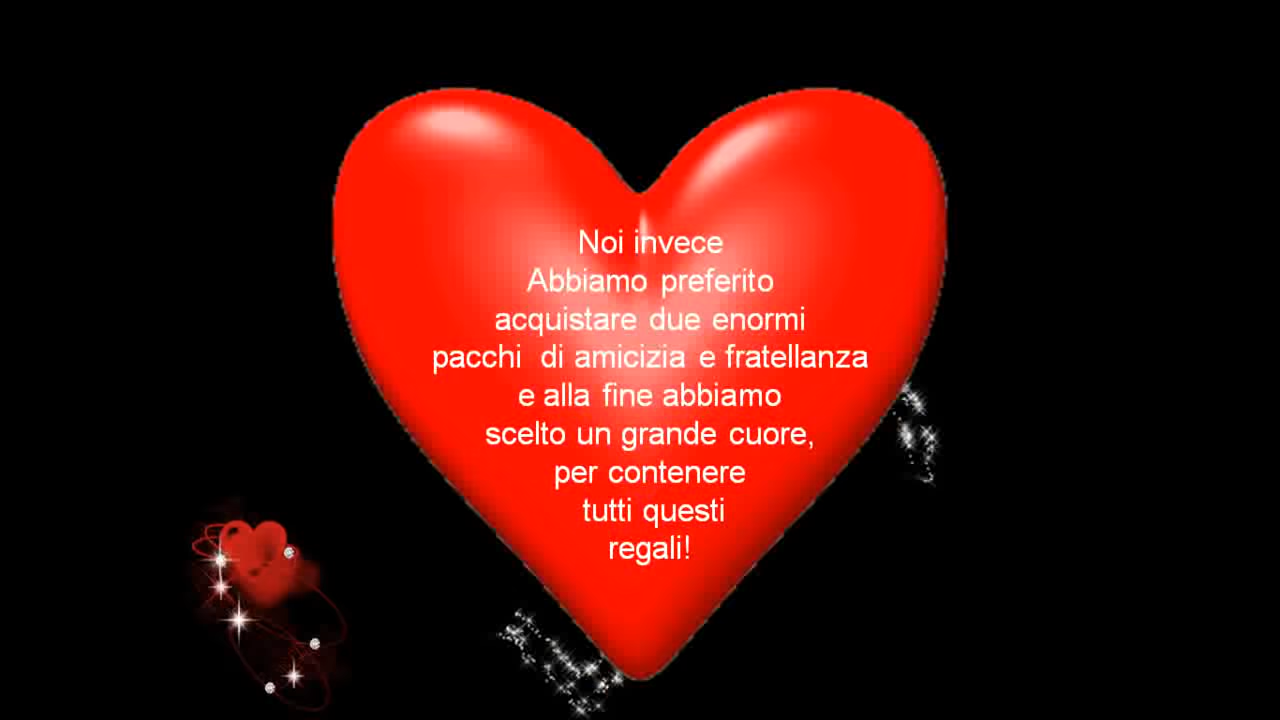 Noi invece
Abbiamo preferito
acquistare due enormi
pacchi di amicizia e fratellanza
e alla fine abbiamo
scelto un grande cuore,
per contenere
tutti questi
regali!